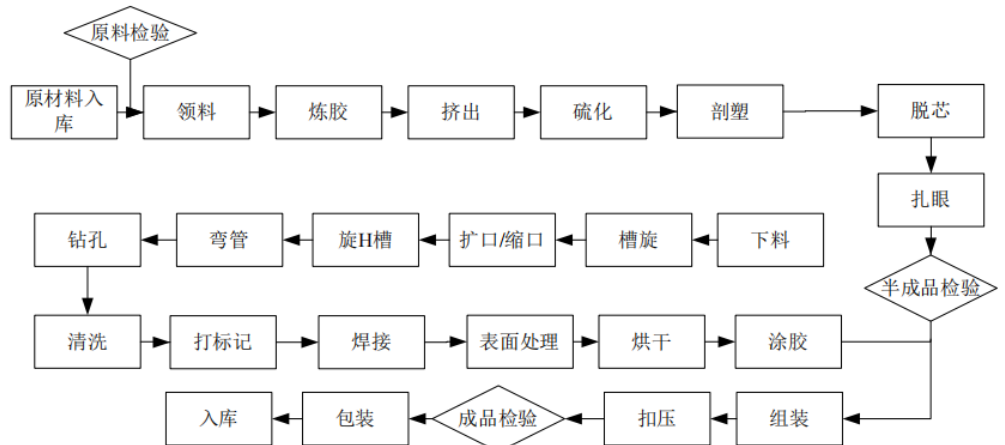 原料检验
原材料入
库
领料
炼胶
挤出
硫化
剖塑
脱芯
扎眼
半成品检验
下料
槽旋
扩口/缩口
旋H槽
弯管
钻孔
清洗
打标记
焊接
表面处理
烘干
涂胶
组装
扣压
成品检验
包装
入库